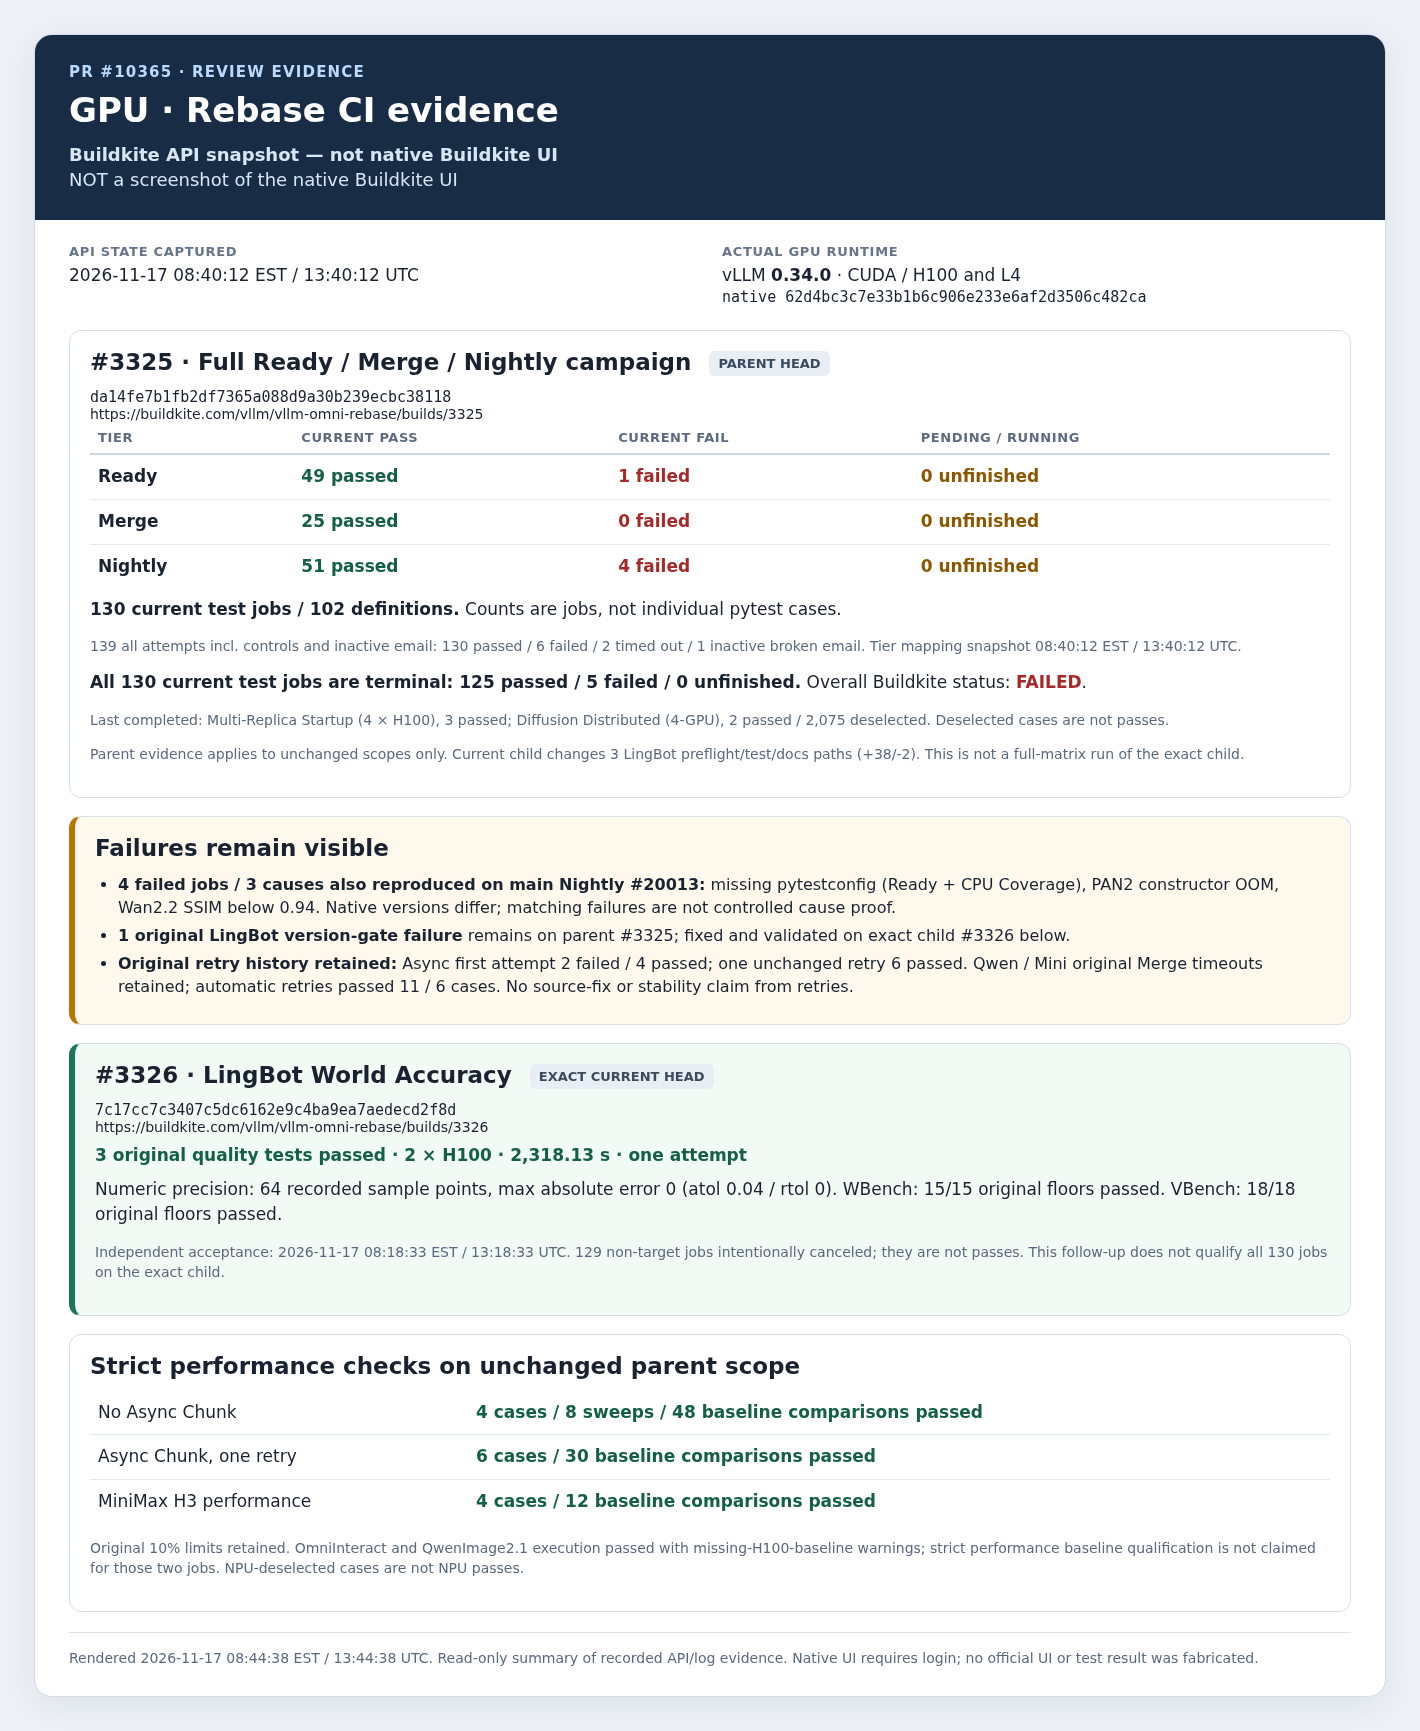 PR #10365 · REVIEW EVIDENCE
GPU · Rebase CI evidence
Buildkite API snapshot — not native Buildkite UI
NOT a screenshot of the native Buildkite UI
API STATE CAPTURED
2026-11-17 08:40:12 EST / 13:40:12 UTC
ACTUAL GPU RUNTIME
vLLM 0.34.0 · CUDA / H100 and L4
native 62d4bc3c7e33b1b6c906e233e6af2d3506c482ca
#3325 · Full Ready / Merge / Nightly campaign PARENT HEAD
da14fe7b1fb2df7365a088d9a30b239ecbc38118
https://buildkite.com/vllm/vllm-omni-rebase/builds/3325
TIER CURRENT PASS CURRENT FAIL PENDING / RUNNING
Ready 49 passed 1 failed 0 unfinished
Merge 25 passed 0 failed 0 unfinished
Nightly 51 passed 4 failed 0 unfinished
130 current test jobs / 102 definitions. Counts are jobs, not individual pytest cases.
139 all attempts incl. controls and inactive email: 130 passed / 6 failed / 2 timed out / 1 inactive broken email. Tier mapping snapshot 08:40:12 EST / 13:40:12 UTC.
All 130 current test jobs are terminal: 125 passed / 5 failed / 0 unfinished. Overall Buildkite status: FAILED.
Last completed: Multi-Replica Startup (4 × H100), 3 passed; Diffusion Distributed (4-GPU), 2 passed / 2,075 deselected. Deselected cases are not passes.
Parent evidence applies to unchanged scopes only. Current child changes 3 LingBot preflight/test/docs paths (+38/-2). This is not a full-matrix run of the exact child.
Failures remain visible
• 4 failed jobs / 3 causes also reproduced on main Nightly #20013: missing pytestconfig (Ready + CPU Coverage), PAN2 constructor OOM,
Wan2.2 SSIM below 0.94. Native versions differ; matching failures are not controlled cause proof.
• 1 original LingBot version-gate failure remains on parent #3325; fixed and validated on exact child #3326 below.
• Original retry history retained: Async first attempt 2 failed / 4 passed; one unchanged retry 6 passed. Qwen / Mini original Merge timeouts
retained; automatic retries passed 11 / 6 cases. No source-fix or stability claim from retries.
#3326 · LingBot World Accuracy EXACT CURRENT HEAD
7c17cc7c3407c5dc6162e9c4ba9ea7aedecd2f8d
https://buildkite.com/vllm/vllm-omni-rebase/builds/3326
3 original quality tests passed · 2 × H100 · 2,318.13 s · one attempt
Numeric precision: 64 recorded sample points, max absolute error 0 (atol 0.04 / rtol 0). WBench: 15/15 original floors passed. VBench: 18/18
original floors passed.
Independent acceptance: 2026-11-17 08:18:33 EST / 13:18:33 UTC. 129 non-target jobs intentionally canceled; they are not passes. This follow-up does not qualify all 130 jobs
on the exact child.
Strict performance checks on unchanged parent scope
No Async Chunk 4 cases / 8 sweeps / 48 baseline comparisons passed
Async Chunk, one retry 6 cases / 30 baseline comparisons passed
MiniMax H3 performance 4 cases / 12 baseline comparisons passed
Original 10% limits retained. OmniInteract and QwenImage2.1 execution passed with missing-H100-baseline warnings; strict performance baseline qualification is not claimed
for those two jobs. NPU-deselected cases are not NPU passes.
Rendered 2026-11-17 08:44:38 EST / 13:44:38 UTC. Read-only summary of recorded API/log evidence. Native UI requires login; no official UI or test result was fabricated.